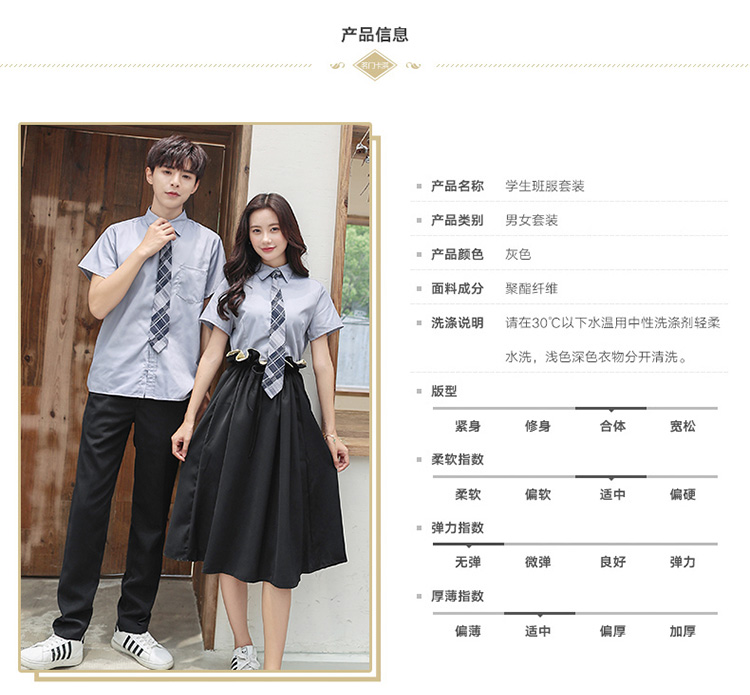 产品信息
产品名称 学生班服套装
产品类别 男女套装
产品颜色 灰色
面料成分 聚酯纤维
洗涤说明 请在30℃以下水温用中性洗涤剂轻柔
水洗，浅色深色衣物分开清洗。
版型
紧身 修身 合体 宽松
柔软指数
柔软 偏软 适中 偏硬
弹力指数
无弹 微弹 良好 弹力
厚薄指数
偏薄 适中 偏厚 加厚